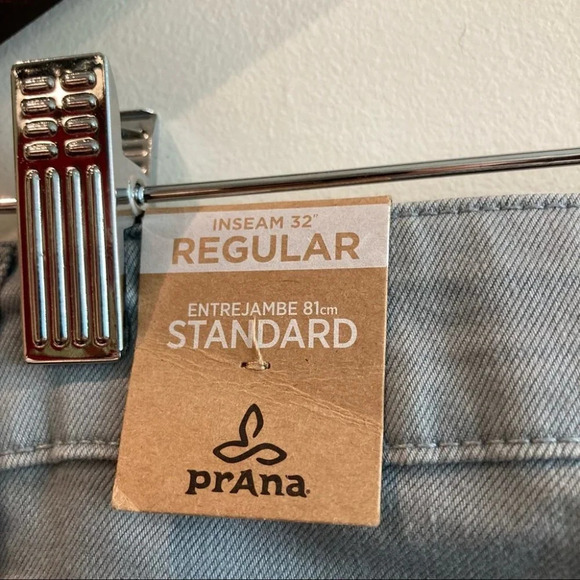 INSEAM 32"
REGULAR
ENTREJAMBE 81cm
STANDARD
prAna